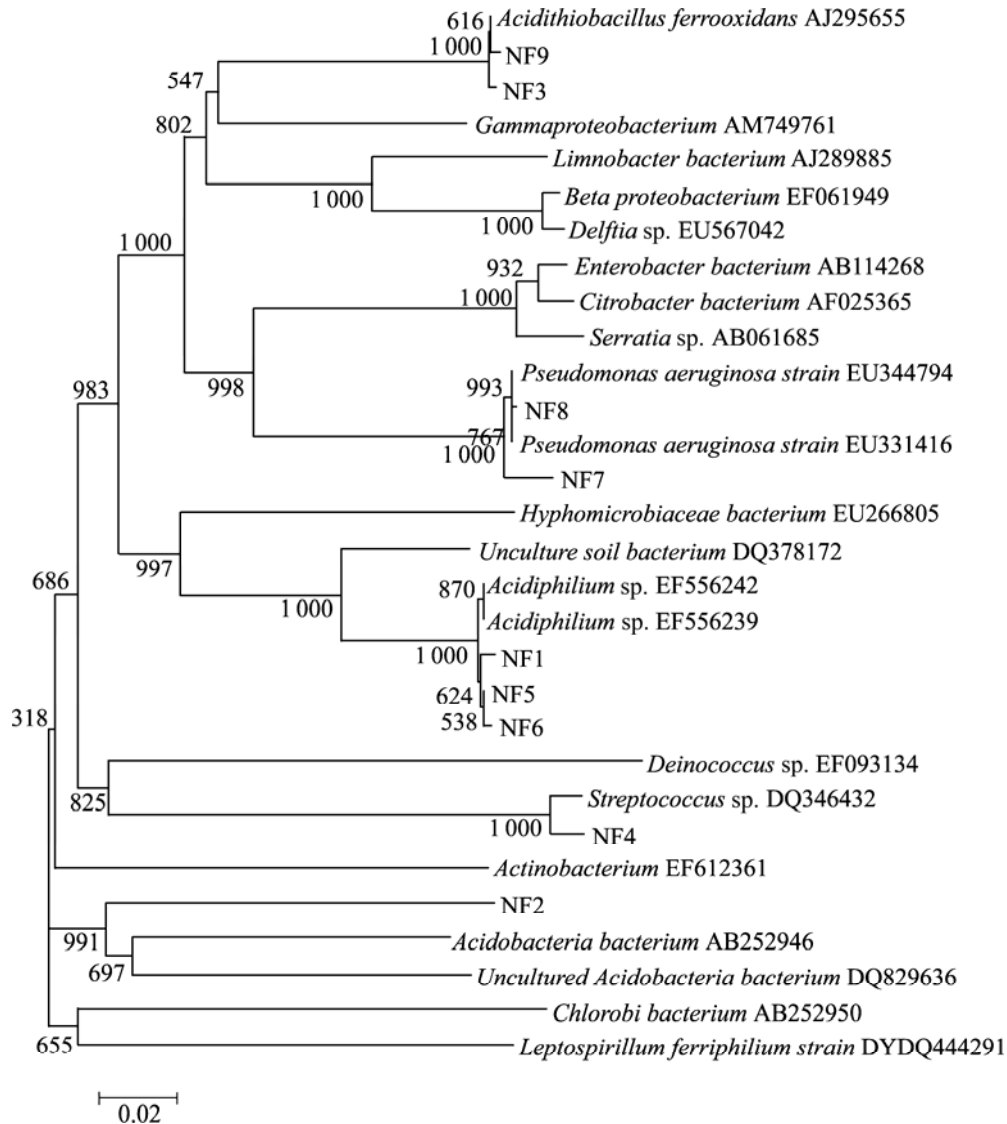 616 Acidithiobacillus ferrooxidans AJ295655
1 000 NF9
547 NF3
802 Gammaproteobacterium AM749761
Limnobacter bacterium AJ289885
1 000 Beta proteobacterium EF061949
1 000 Delftia sp. EU567042
1 000
932 Enterobacter bacterium AB114268
1 000 Citrobacter bacterium AF025365
Serratia sp. AB061685
998
983
993 Pseudomonas aeruginosa strain EU344794
NF8
767 Pseudomonas aeruginosa strain EU331416
1 000 NF7
Hyphomicrobiaceae bacterium EU266805
997 Unculture soil bacterium DQ378172
686
870 Acidiphilium sp. EF556242
1 000 Acidiphilium sp. EF556239
1 000 NF1
624 NF5
538 NF6
318
Deinococcus sp. EF093134
825 Streptococcus sp. DQ346432
1 000 NF4
Actinobacterium EF612361
NF2
991 Acidobacteria bacterium AB252946
697 Uncultured Acidobacteria bacterium DQ829636
Chlorobi bacterium AB252950
655 Leptospirillum ferriphilium strain DYDQ444291
0.02